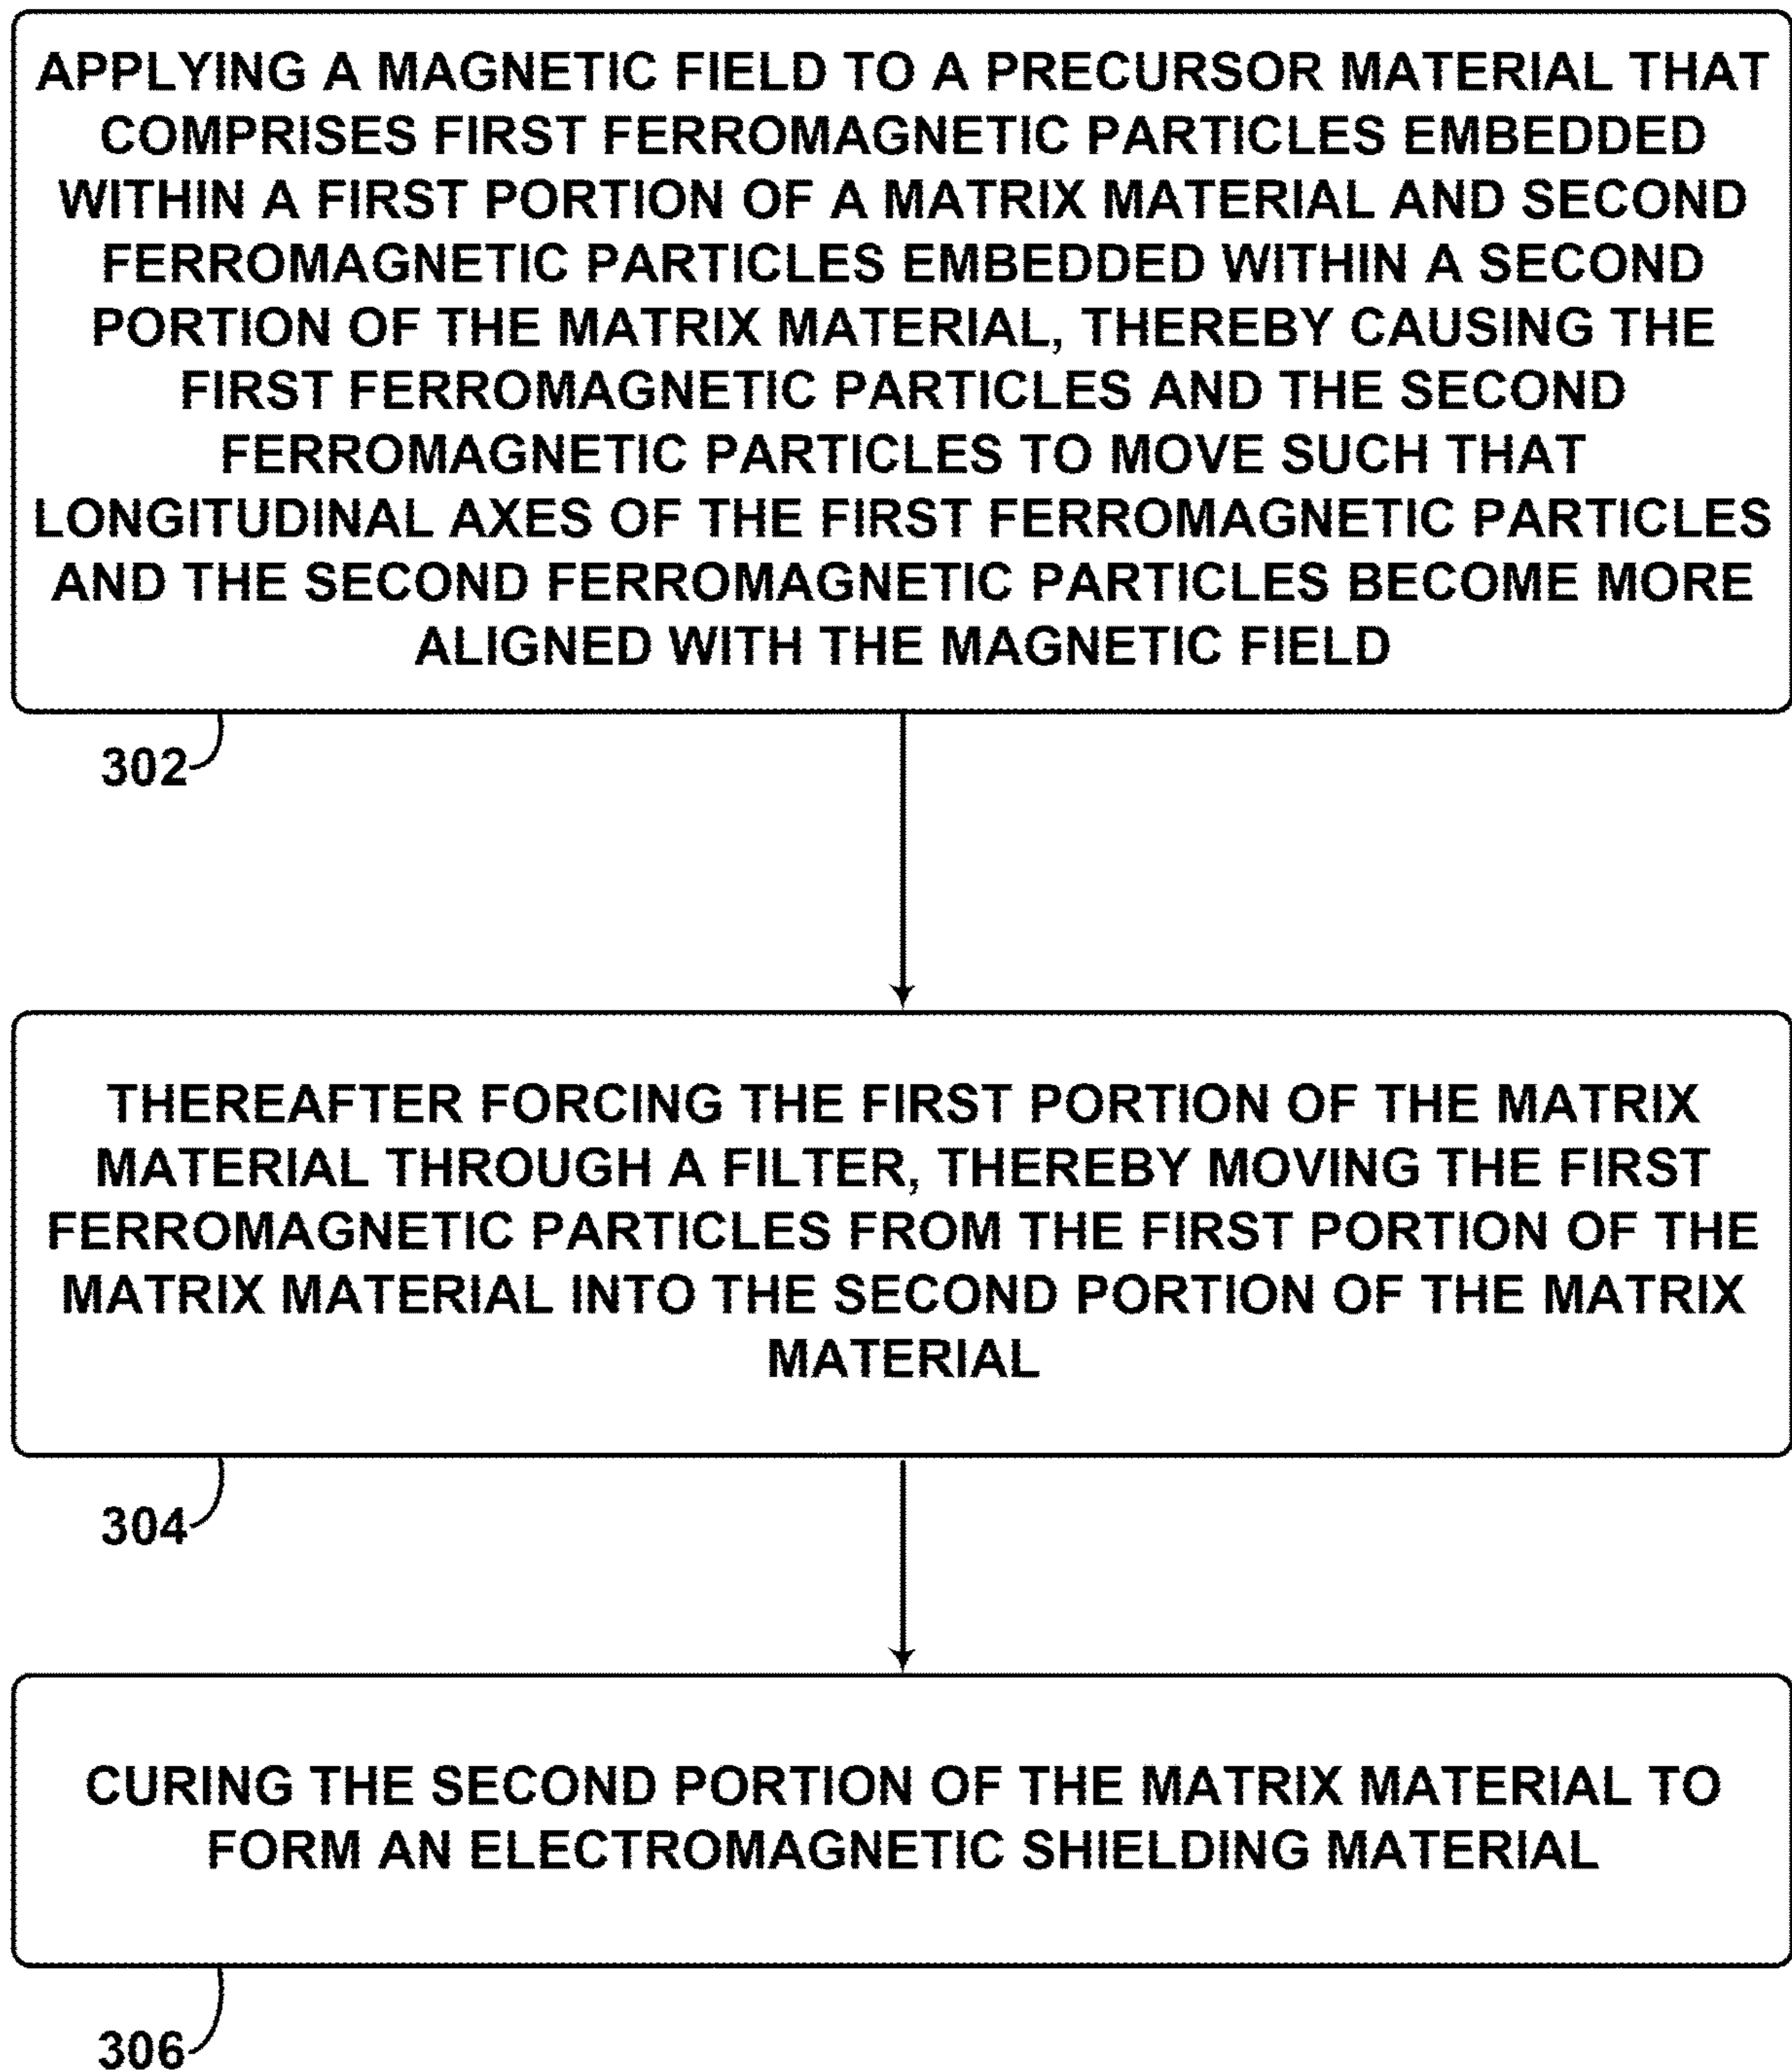 APPLYING A MAGNETIC FIELD TO A PRECURSOR MATERIAL THAT
COMPRISES FIRST FERROMAGNETIC PARTICLES EMBEDDED
WITHIN A FIRST PORTION OF A MATRIX MATERIAL AND SECOND
FERROMAGNETIC PARTICLES EMBEDDED WITHIN A SECOND
PORTION OF THE MATRIX MATERIAL, THEREBY CAUSING THE
FIRST FERROMAGNETIC PARTICLES AND THE SECOND
FERROMAGNETIC PARTICLES TO MOVE SUCH THAT
LONGITUDINAL AXES OF THE FIRST FERROMAGNETIC PARTICLES
AND THE SECOND FERROMAGNETIC PARTICLES BECOME MORE
ALIGNED WITH THE MAGNETIC FIELD
302
THEREAFTER FORCING THE FIRST PORTION OF THE MATRIX
MATERIAL THROUGH A FILTER, THEREBY MOVING THE FIRST
FERROMAGNETIC PARTICLES FROM THE FIRST PORTION OF THE
MATRIX MATERIAL INTO THE SECOND PORTION OF THE MATRIX
MATERIAL
304
CURING THE SECOND PORTION OF THE MATRIX MATERIAL TO
FORM AN ELECTROMAGNETIC SHIELDING MATERIAL
306